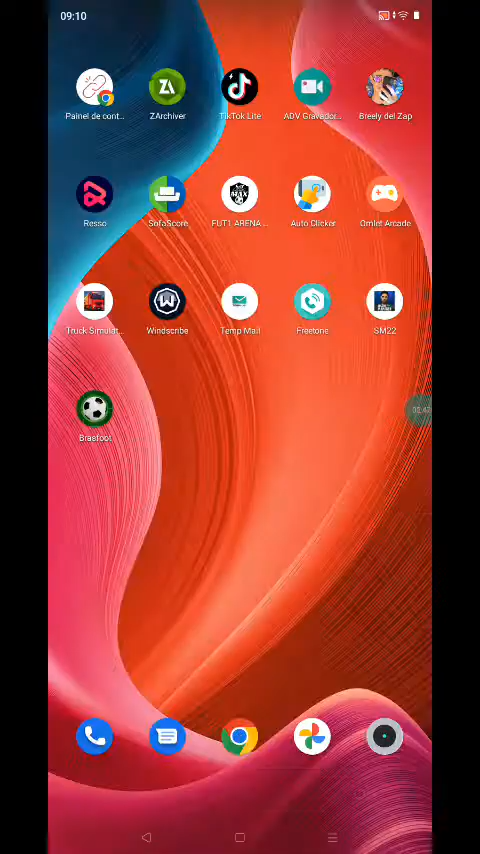 09:10
Painel de cont...
ZArchiver
TikTok Lite
ADV Gravador...
Breely del Zap
Resso
SofaScore
FUT1 ARENA ...
Auto Clicker
Omlet Arcade
Truck Simulat...
Windscribe
Temp Mail
Freetone
SM22
Brasfoot